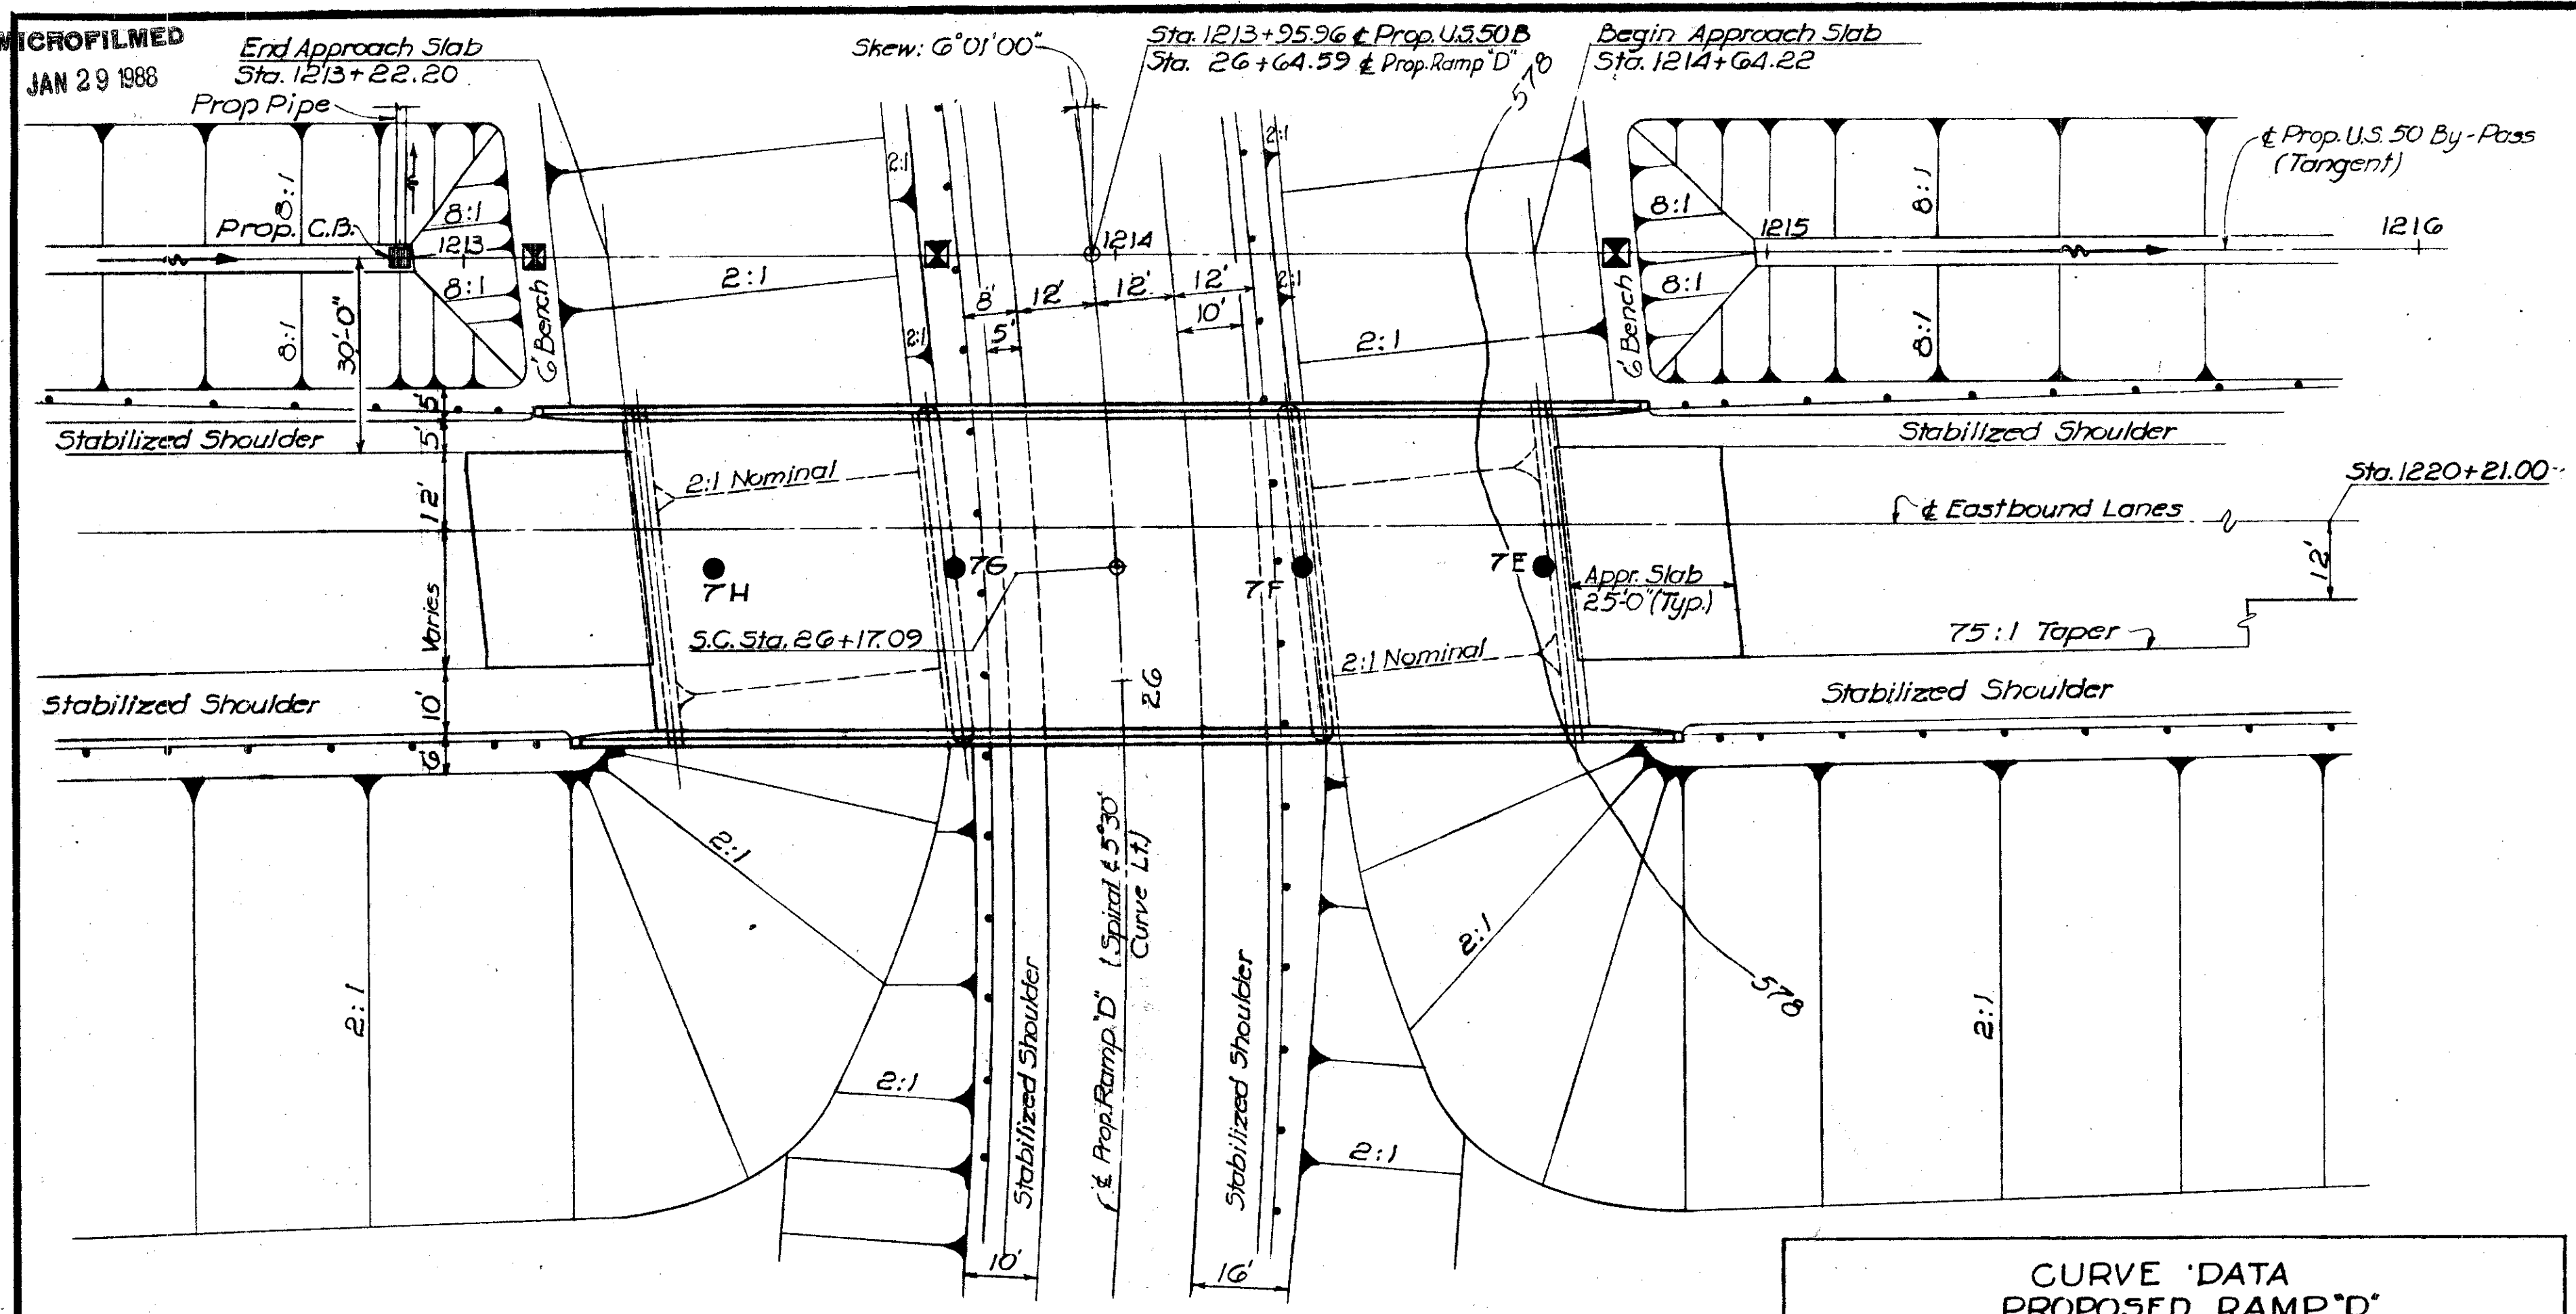 MICROFILMED
JAN 29 1988
End Approach Slab
Sta. 1213+22.20
Prop Pipe
Skew: 6°01'00"
Sta. 1213+95.96 ℄ Prop. U.S.50B
Sta. 26+64.59 ℄ Prop. Ramp "D"
Begin Approach Slab
Sta. 1214+64.22
578
℄ Prop. U.S. 50 By-Pass
(Tangent)
8:1
Prop. C.B.
8:1
1213
8:1
8:1
30'-0"
6' Bench
2:1
2:1
2:1
1214
8'
12'
12'
12'
5'
10'
2:1
2:1
2:1
6' Bench
8:1
8:1
1215
8:1
8:1
1216
5'
5'
Stabilized Shoulder
Stabilized Shoulder
12'
2:1 Nominal
Sta. 1220+21.00
℄ Eastbound Lanes
12'
7H
7G
7F
7E
Appr. Slab
25'-0" (Typ.)
Varies
S.C. Sta. 26+17.09
75:1 Taper
2:1 Nominal
26
10'
Stabilized Shoulder
Stabilized Shoulder
6'
2:1
2:1
2:1
Stabilized Shoulder
℄ Prop. Ramp "D" (Spiral & 5°30'
Curve Lt.)
Stabilized Shoulder
2:1
578
2:1
2:1
10'
16'
CURVE DATA
PROPOSED RAMP "D"